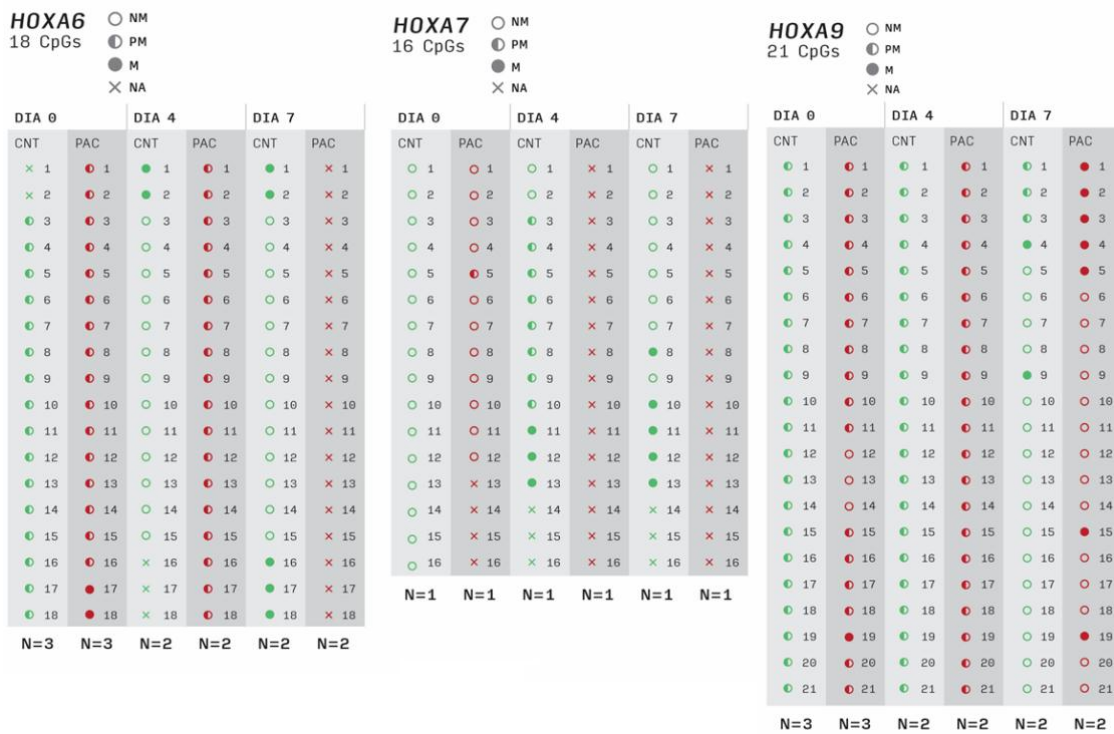 HOXA6
18 CpGs
NM
PM
M
NA
DIA 0 DIA 4 DIA 7
CNT PAC CNT PAC CNT PAC
1 1 1 1 1 1
2 2 2 2 2 2
3 3 3 3 3 3
4 4 4 4 4 4
5 5 5 5 5 5
6 6 6 6 6 6
7 7 7 7 7 7
8 8 8 8 8 8
9 9 9 9 9 9
10 10 10 10 10 10
11 11 11 11 11 11
12 12 12 12 12 12
13 13 13 13 13 13
14 14 14 14 14 14
15 15 15 15 15 15
16 16 16 16 16 16
17 17 17 17 17 17
18 18 18 18 18 18
N=3 N=3 N=2 N=2 N=2 N=2
HOXA7
16 CpGs
NM
PM
M
NA
DIA 0 DIA 4 DIA 7
CNT PAC CNT PAC CNT PAC
1 1 1 1 1 1
2 2 2 2 2 2
3 3 3 3 3 3
4 4 4 4 4 4
5 5 5 5 5 5
6 6 6 6 6 6
7 7 7 7 7 7
8 8 8 8 8 8
9 9 9 9 9 9
10 10 10 10 10 10
11 11 11 11 11 11
12 12 12 12 12 12
13 13 13 13 13 13
14 14 14 14 14 14
15 15 15 15 15 15
16 16 16 16 16 16
N=1 N=1 N=1 N=1 N=1 N=1
HOXA9
21 CpGs
NM
PM
M
NA
DIA 0 DIA 4 DIA 7
CNT PAC CNT PAC CNT PAC
1 1 1 1 1 1
2 2 2 2 2 2
3 3 3 3 3 3
4 4 4 4 4 4
5 5 5 5 5 5
6 6 6 6 6 6
7 7 7 7 7 7
8 8 8 8 8 8
9 9 9 9 9 9
10 10 10 10 10 10
11 11 11 11 11 11
12 12 12 12 12 12
13 13 13 13 13 13
14 14 14 14 14 14
15 15 15 15 15 15
16 16 16 16 16 16
17 17 17 17 17 17
18 18 18 18 18 18
19 19 19 19 19 19
20 20 20 20 20 20
21 21 21 21 21 21
N=3 N=3 N=2 N=2 N=2 N=2